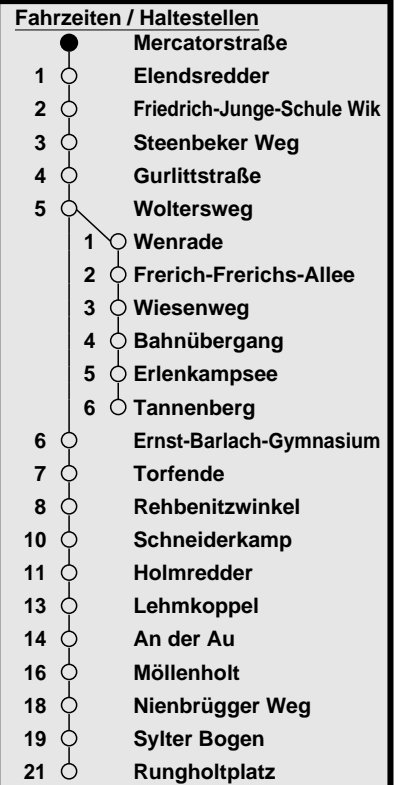 Fahrzeiten / Haltestellen
Mercatorstraße
1 Elendsredder
2 Friedrich-Junge-Schule Wik
3 Steenbeker Weg
4 Gurlittstraße
5 Woltersweg
1 Wenrade
2 Frerich-Frerichs-Allee
3 Wiesenweg
4 Bahnübergang
5 Erlenkampsee
6 Tannenberg
6 Ernst-Barlach-Gymnasium
7 Torfende
8 Rehbenitzwinkel
10 Schneiderkamp
11 Holmredder
13 Lehmkoppel
14 An der Au
16 Möllenholt
18 Nienbrügger Weg
19 Sylter Bogen
21 Rungholtplatz